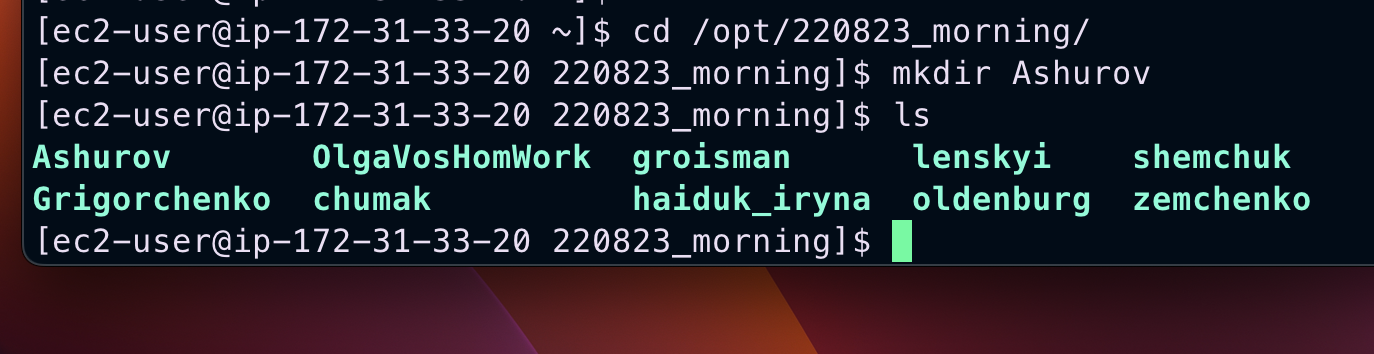 [ec2-user@ip-172-31-33-20 ~]$ cd /opt/220823_morning/
[ec2-user@ip-172-31-33-20 220823_morning]$ mkdir Ashurov
[ec2-user@ip-172-31-33-20 220823_morning]$ ls
Ashurov OlgaVosHomWork groisman lenskyi shemchuk
Grigorchenko chumak haiduk_iryna oldenburg zemchenko
[ec2-user@ip-172-31-33-20 220823_morning]$